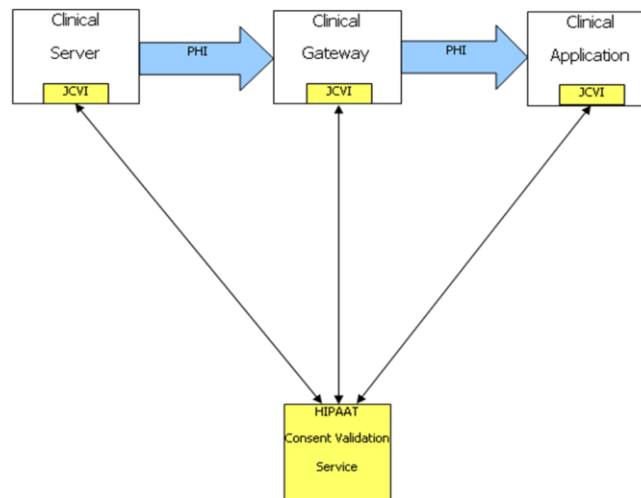 Clinical
Server
JCVI
PHI
Clinical
Gateway
JCVI
PHI
Clinical
Application
JCVI
HIPAAT
Consent Validation
Service